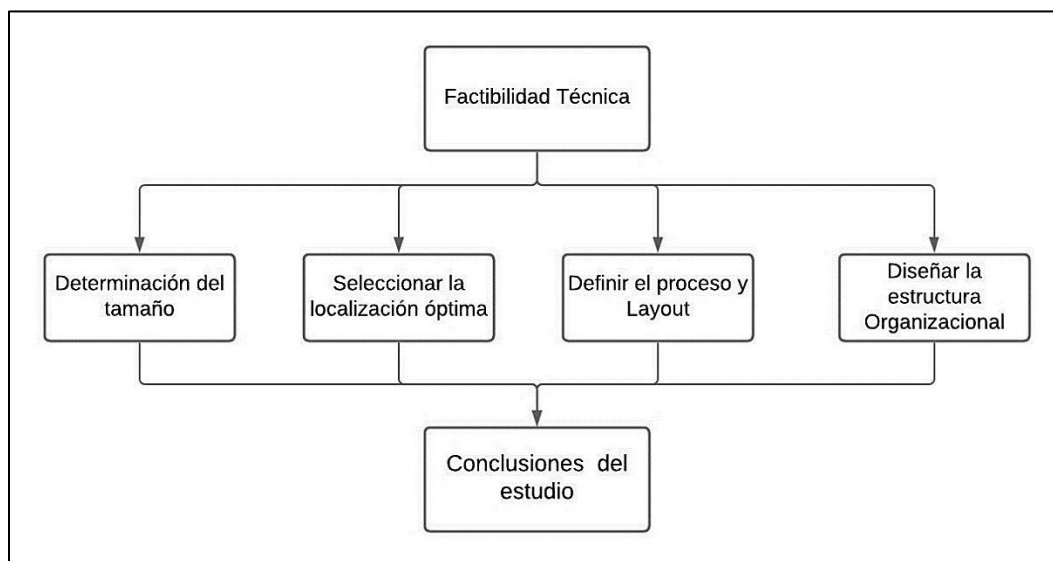 Factibilidad Técnica
Determinación del
tamaño
Seleccionar la
localización óptima
Definir el proceso y
Layout
Diseñar la
estructura
Organizacional
Conclusiones del
estudio